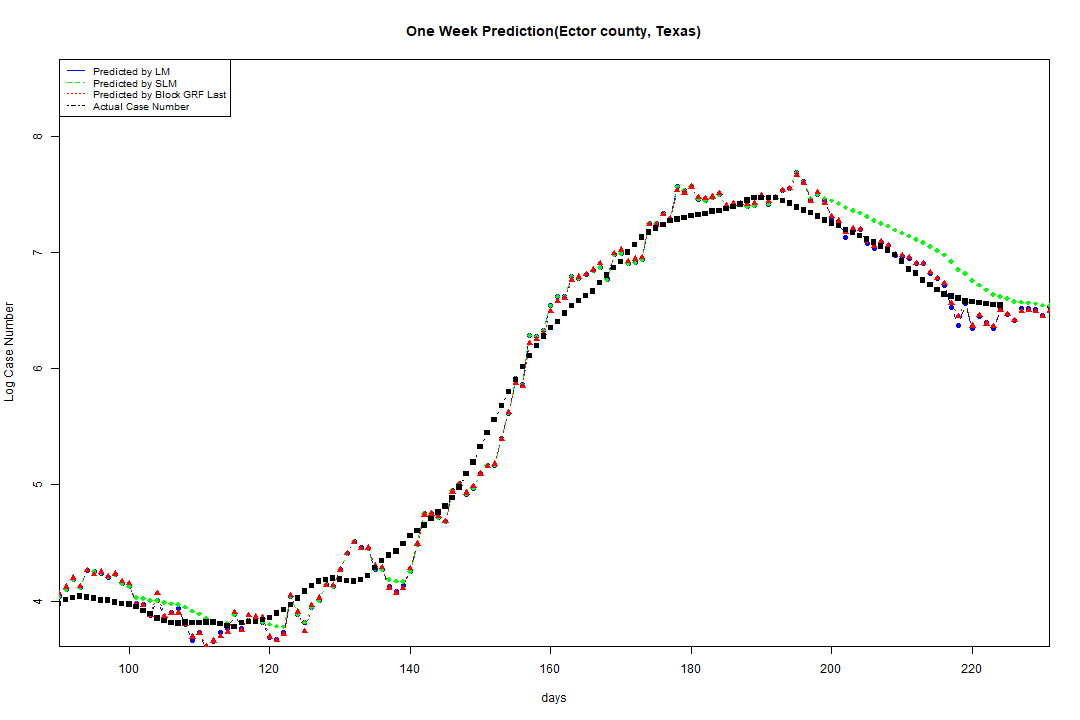 One Week Prediction(Ector county, Texas)
Predicted by LM
Predicted by SLM
Predicted by Block GRF Last
Actual Case Number
8
7
6
5
4
Log Case Number
100 120 140 160 180 200 220
days